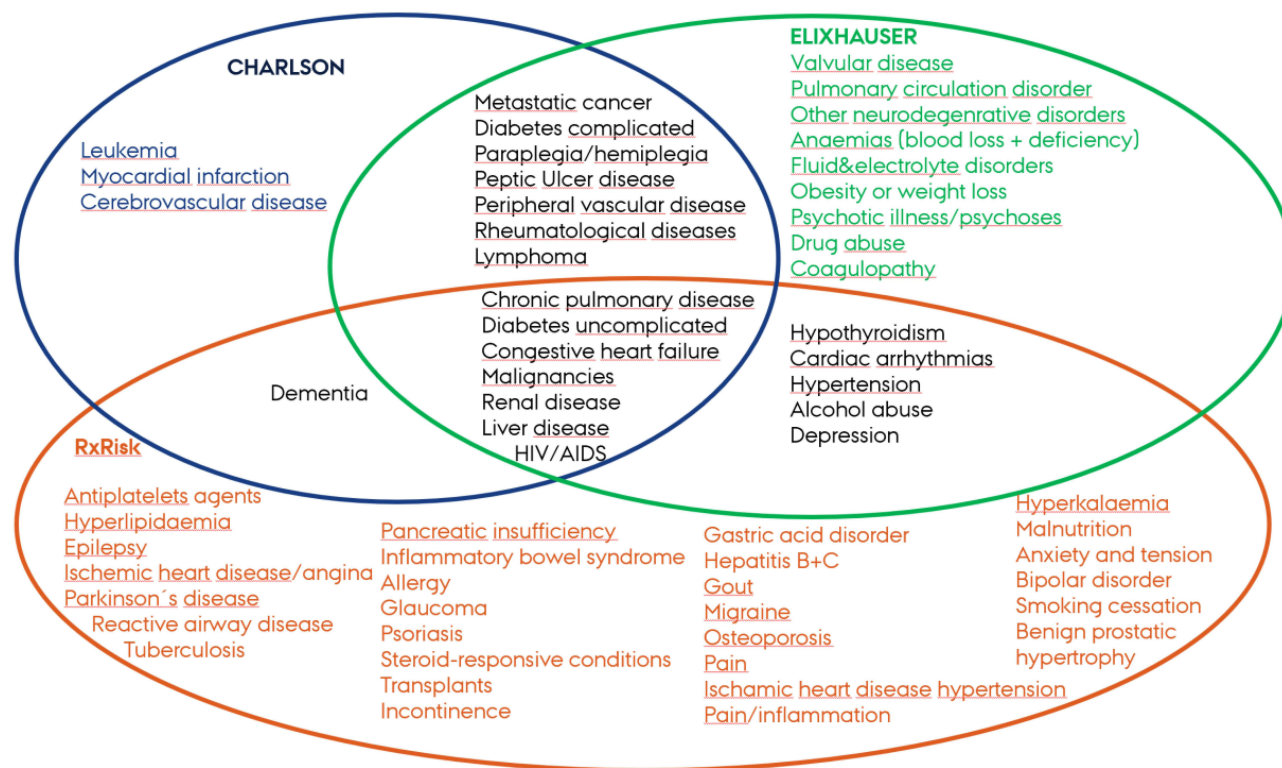 CHARLSON
Leukemia
Myocardial infarction
Cerebrovascular disease
Metastatic cancer
Diabetes complicated
Paraplegia/hemiplegia
Peptic Ulcer disease
Peripheral vascular disease
Rheumatological diseases
Lymphoma
ELIXHAUSER
Valvular disease
Pulmonary circulation disorder
Other neurodegenrative disorders
Anaemias (blood loss + deficiency)
Fluid&electrolyte disorders
Obesity or weight loss
Psychotic illness/psychoses
Drug abuse
Coagulopathy
Dementia
Chronic pulmonary disease
Diabetes uncomplicated
Congestive heart failure
Malignancies
Renal disease
Liver disease
HIV/AIDS
Hypothyroidism
Cardiac arrhythmias
Hypertension
Alcohol abuse
Depression
RxRisk
Antiplatelets agents
Hyperlipidaemia
Epilepsy
Ischemic heart disease/angina
Parkinson´s disease
Reactive airway disease
Tuberculosis
Pancreatic insufficiency
Inflammatory bowel syndrome
Allergy
Glaucoma
Psoriasis
Steroid-responsive conditions
Transplants
Incontinence
Gastric acid disorder
Hepatitis B+C
Gout
Migraine
Osteoporosis
Pain
Ischamic heart disease hypertension
Pain/inflammation
Hyperkalaemia
Malnutrition
Anxiety and tension
Bipolar disorder
Smoking cessation
Benign prostatic
hypertrophy